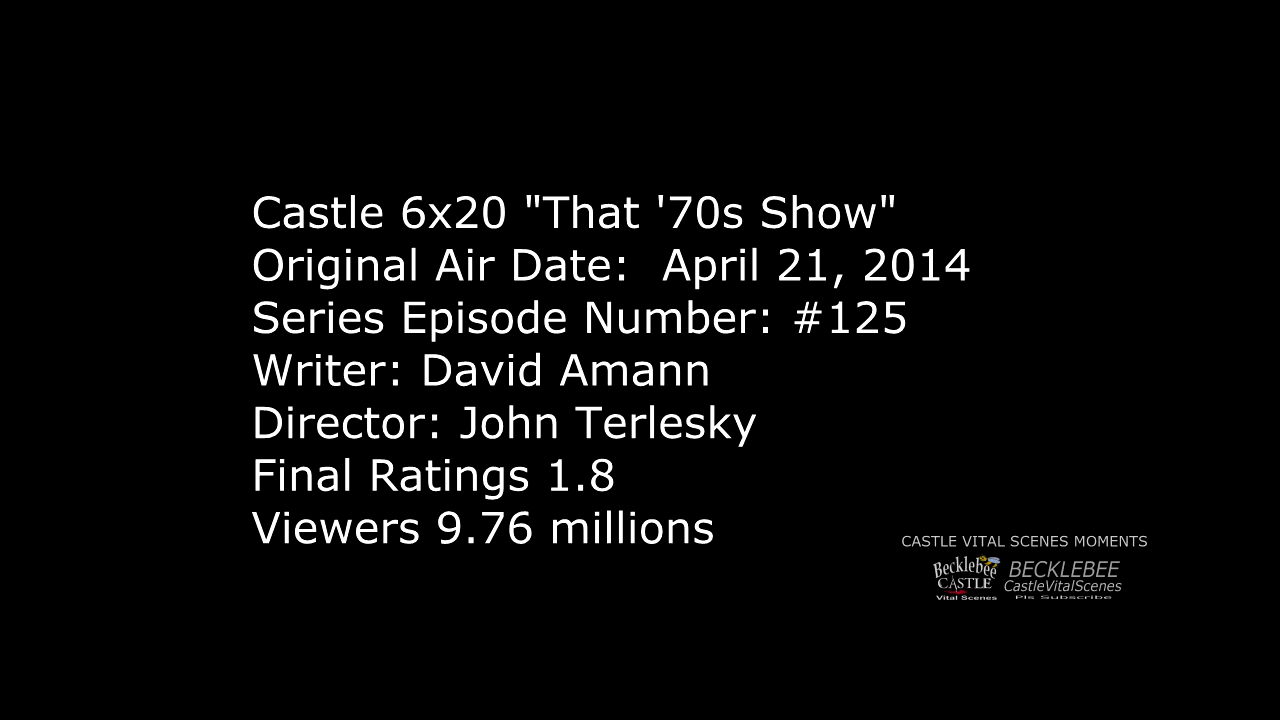 Castle 6x20 "That '70s Show"
Original Air Date:  April 21, 2014
Series Episode Number: #125
Writer: David Amann
Director: John Terlesky
Final Ratings 1.8
Viewers 9.76 millions
CASTLE VITAL SCENES MOMENTS
Becklebee
CASTLE
Vital Scenes
BECKLEBEE
CastleVitalScenes
Pls Subscribe